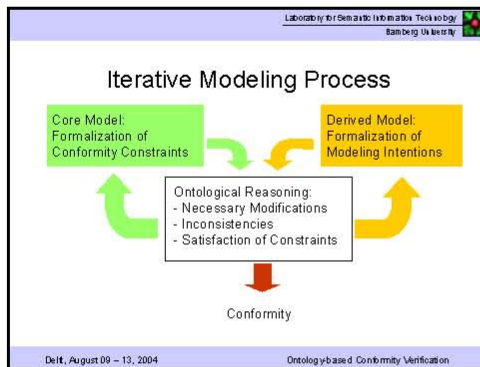 Laboratory for Semantic Information Technology
Bamberg University
Iterative Modeling Process
Core Model:
Formalization of
Conformity Constraints
Derived Model:
Formalization of
Modeling Intentions
Ontological Reasoning:
- Necessary Modifications
- Inconsistencies
- Satisfaction of Constraints
Conformity
Delft, August 09 – 13, 2004
Ontology-based Conformity Verification